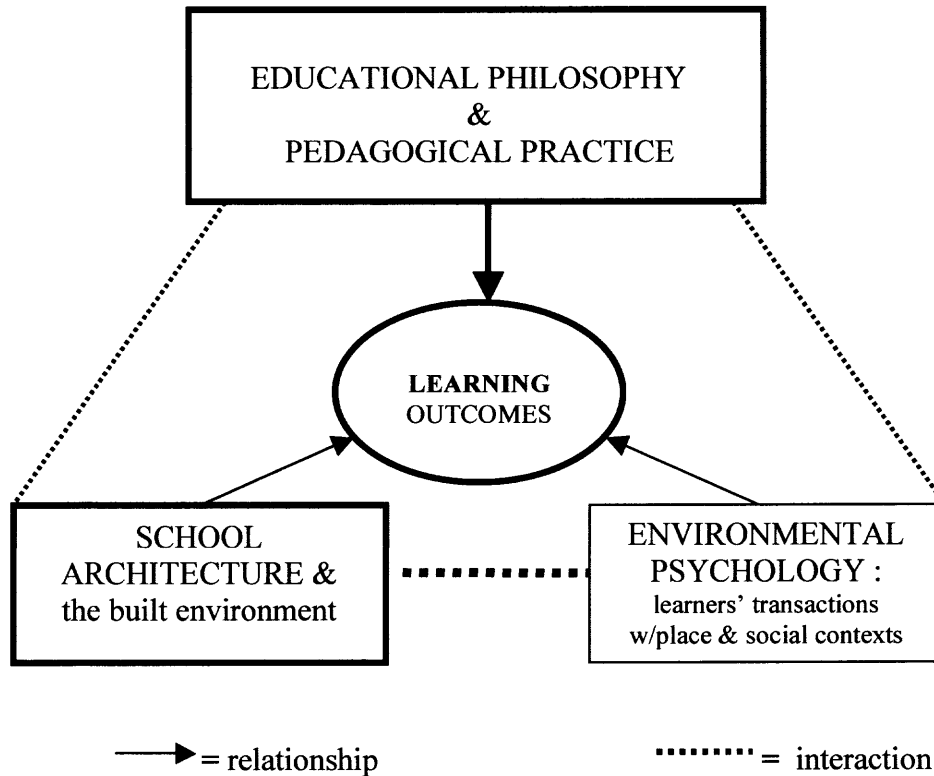 EDUCATIONAL PHILOSOPHY
&
PEDAGOGICAL PRACTICE
LEARNING
OUTCOMES
SCHOOL
ARCHITECTURE &
the built environment
ENVIRONMENTAL
PSYCHOLOGY :
learners' transactions
w/place & social contexts
= relationship
= interaction